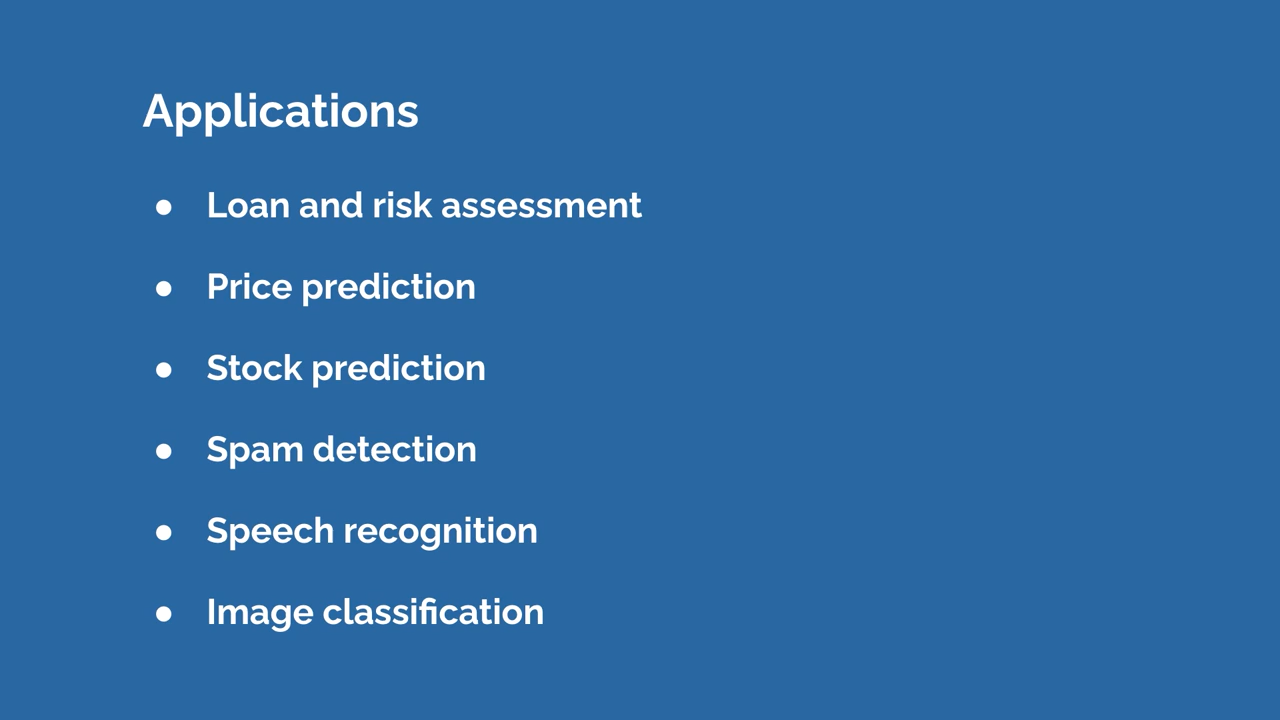 Applications
● Loan and risk assessment
● Price prediction
● Stock prediction
● Spam detection
● Speech recognition
● Image classification